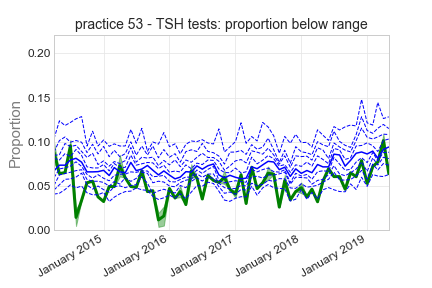 practice 53 - TSH tests: proportion below range
0.20
0.15
0.10
0.05
0.00
Proportion
January 2015
January 2016
January 2017
January 2018
January 2019